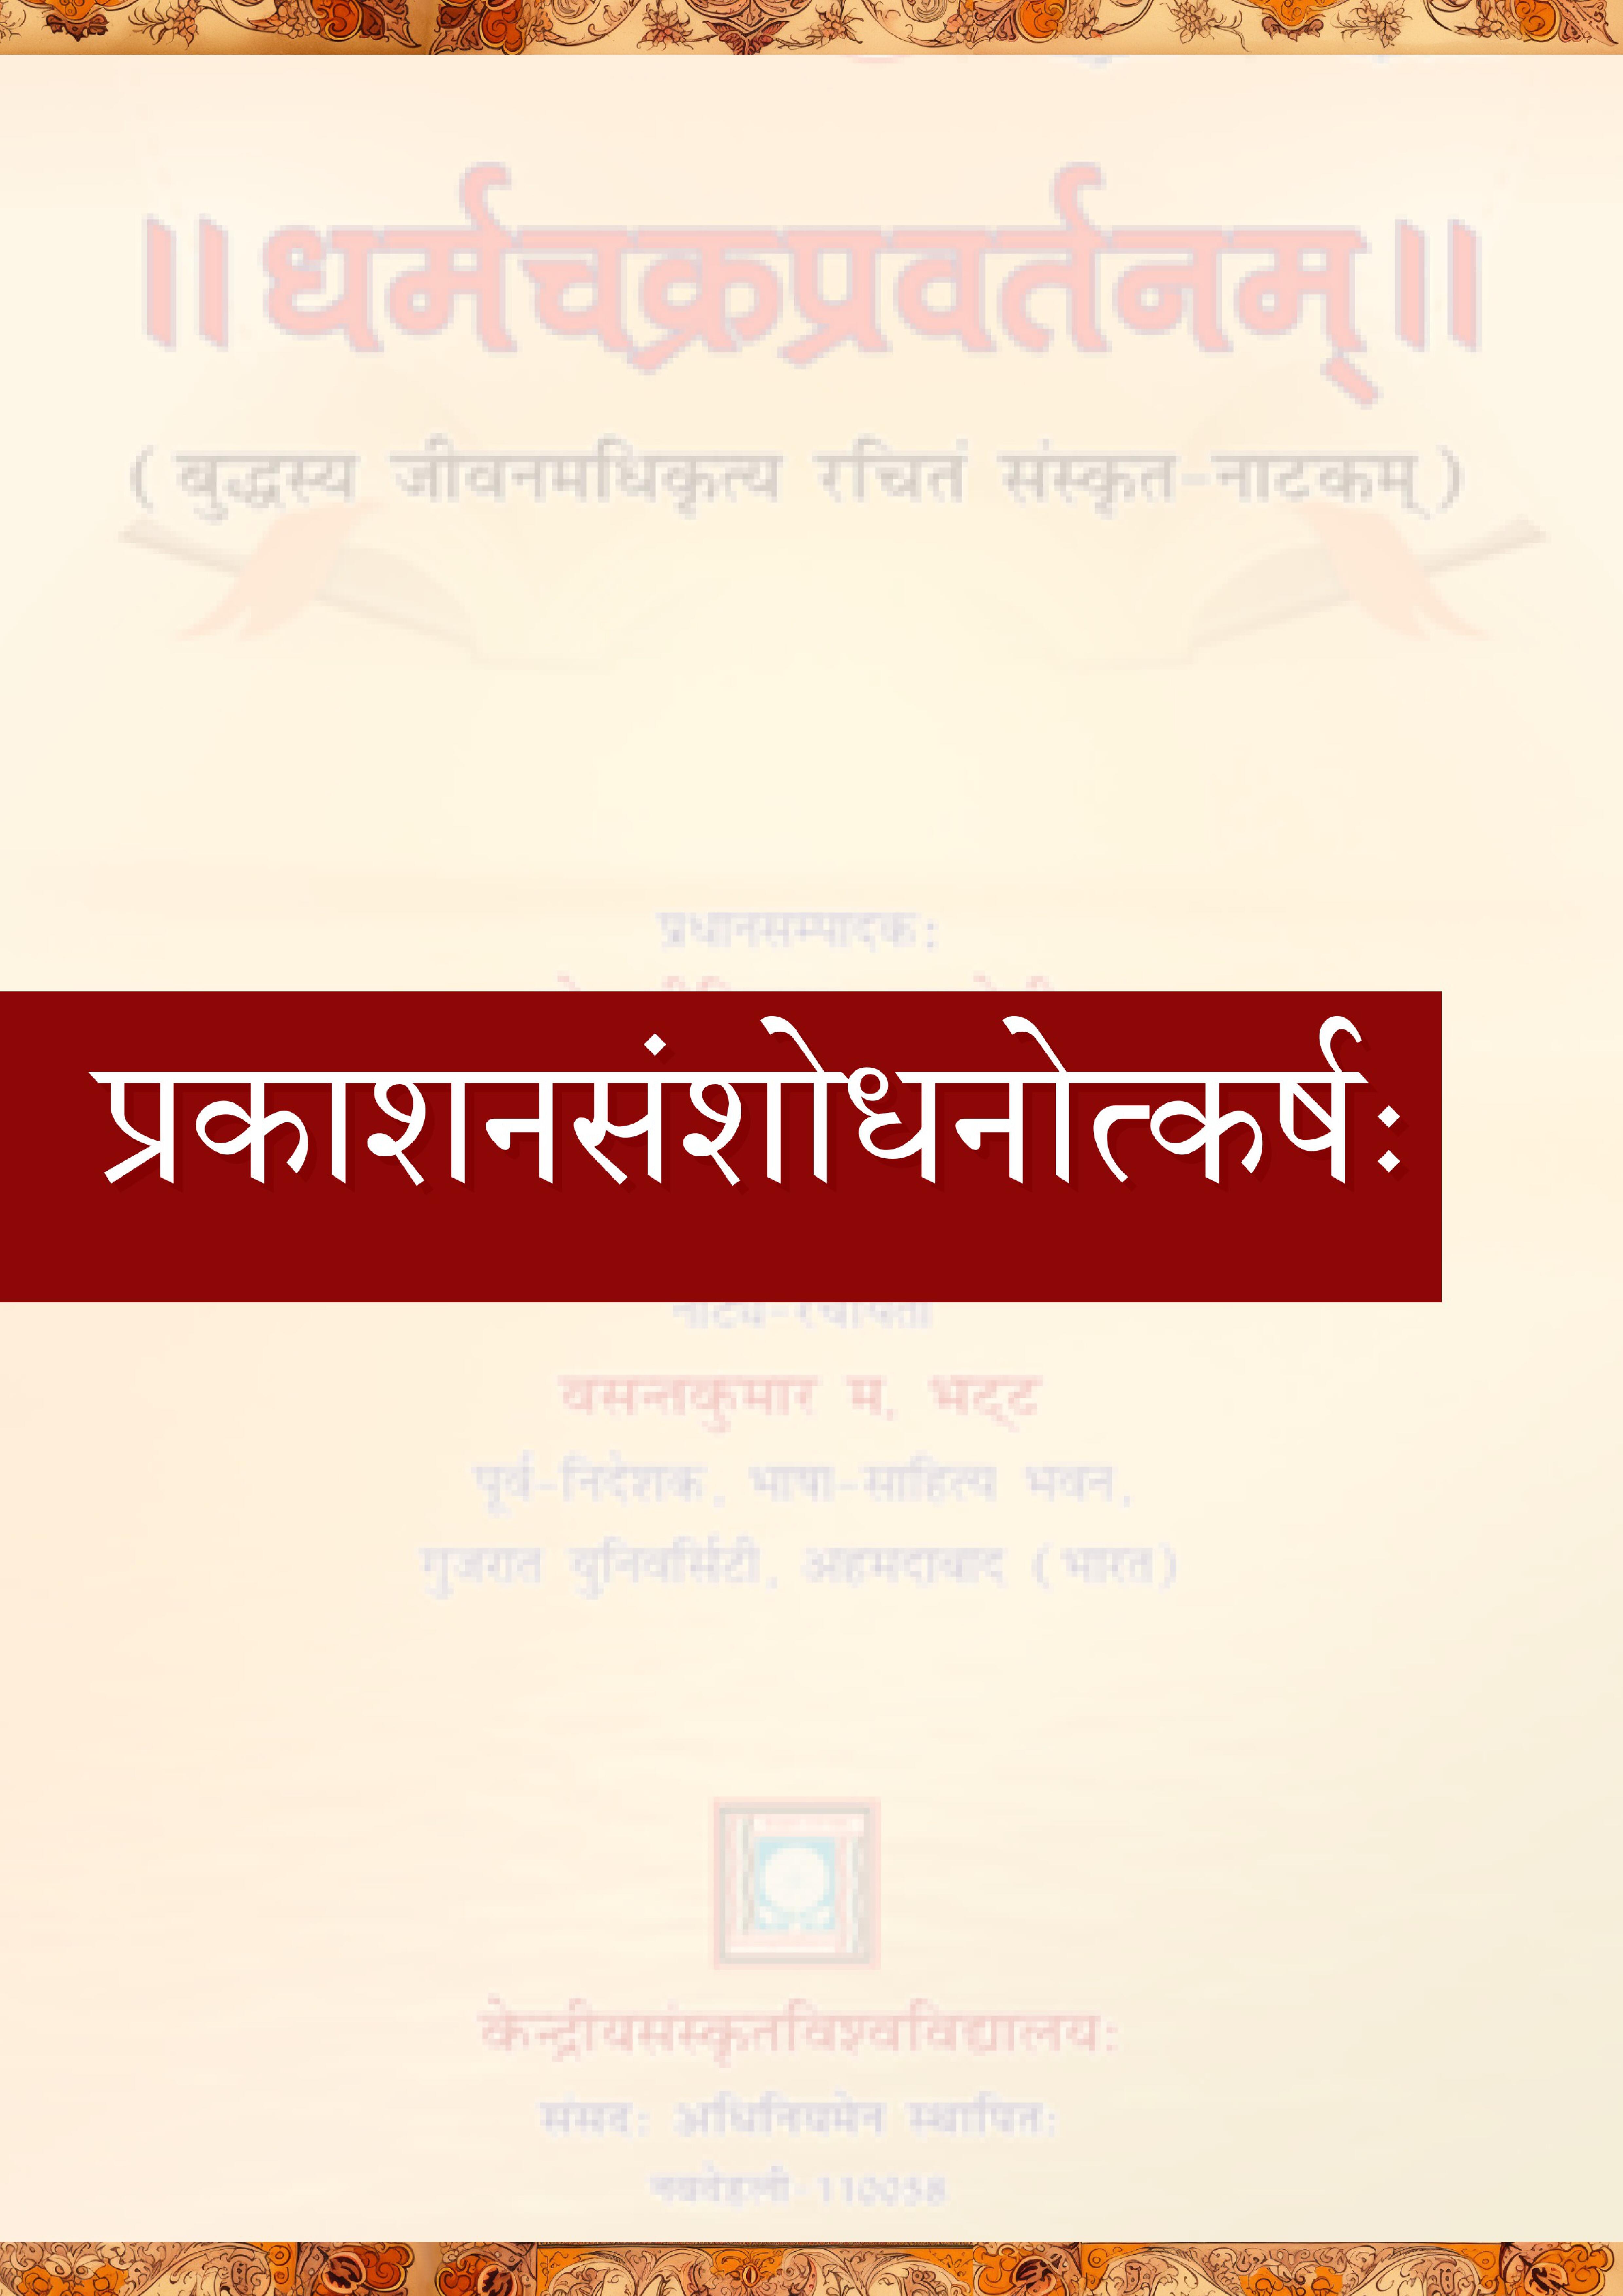 ॥ धर्मचक्रप्रवर्तनम् ॥
( बुद्धस्य जीवनमधिकृत्य रचितं संस्कृत-नाटकम् )
प्रधानसम्पादकः
प्रकाशनसंशोधनोत्कर्षः
नाट्य-रचयिता
वसन्तकुमार म. भट्ट
पूर्व-निदेशक, भाषा-साहित्य भवन,
गुजरात युनिवर्सिटी, अहमदाबाद ( भारत )
केन्द्रीयसंस्कृतविश्वविद्यालयः
संसदः अधिनियमेन स्थापितः
नवदेहली-110058